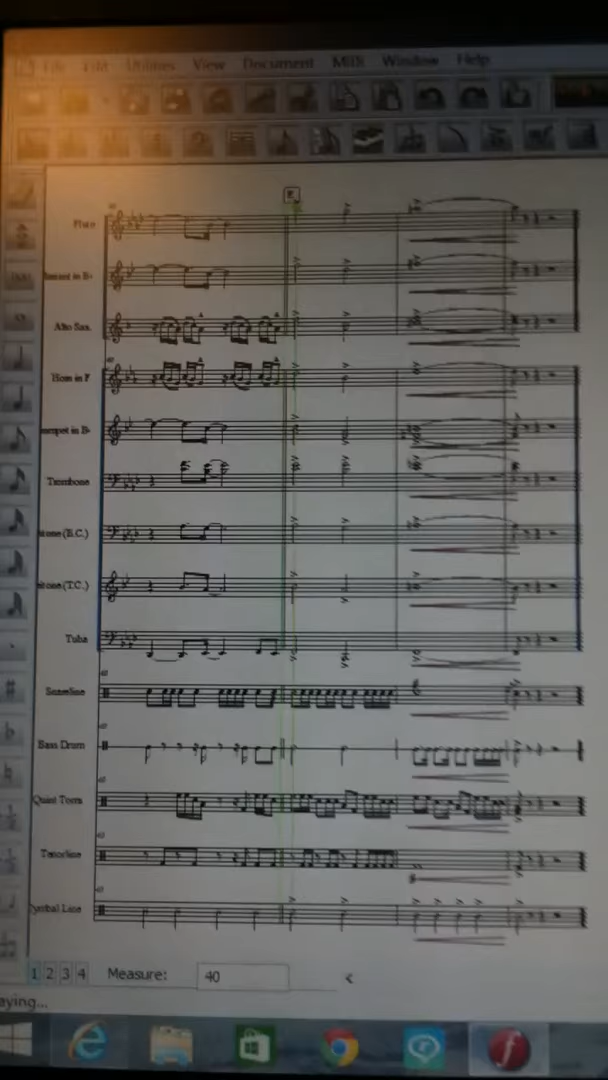 File Edit Utilities View Document MIDI Window Help
Flute
Alto Sax.
Horn in F
Trombone
Tuba
Snareline
Bass Drum
Quint Toms
Tenorline
1 2 3 4 Measure: 40
aying...